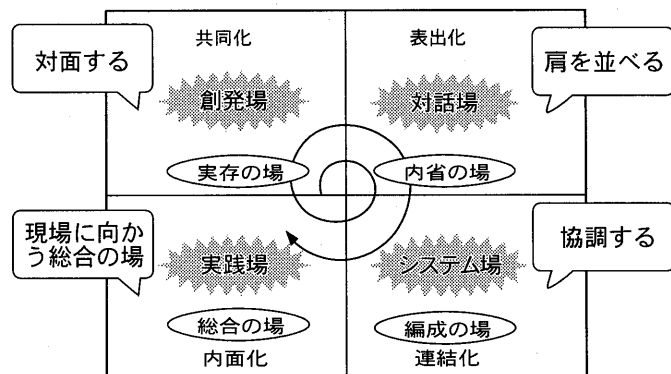 共同化
表出化
対面する
肩を並べる
創発場
対話場
実存の場
内省の場
現場に向か
う総合の場
協調する
実践場
システム場
総合の場
編成の場
内面化
連結化